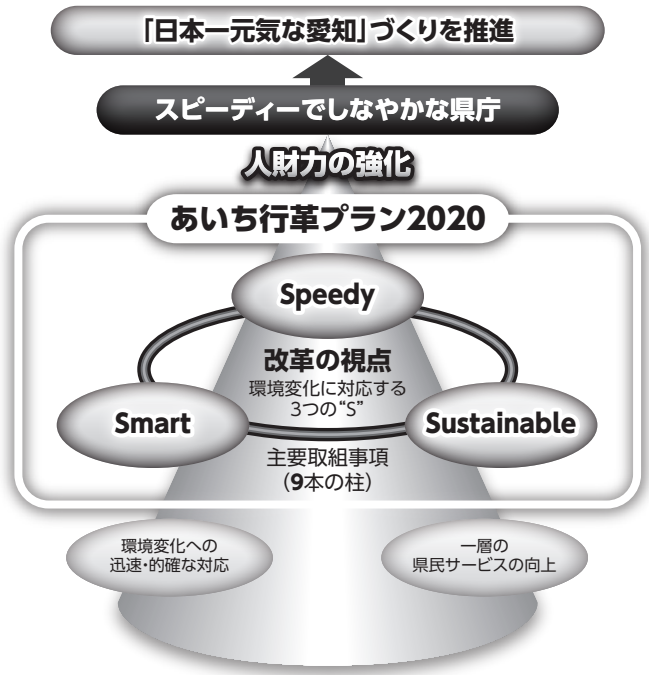 「日本一元気な愛知」づくりを推進
スピーディーでしなやかな県庁
人財力の強化
あいち行革プラン2020
Speedy
改革の視点
環境変化に対応する
3つの“S”
Smart
Sustainable
主要取組事項
(9本の柱)
環境変化への
迅速・的確な対応
一層の
県民サービスの向上